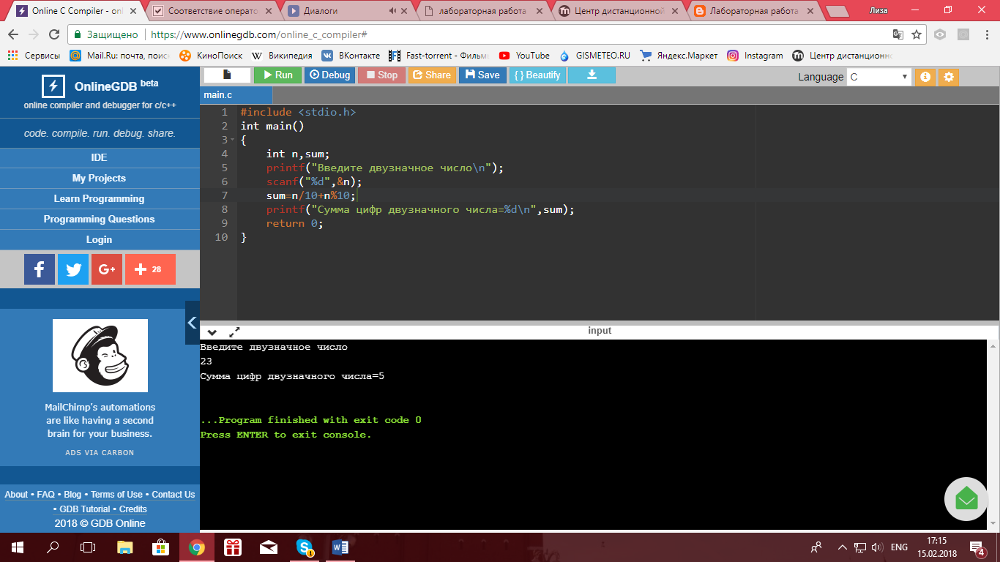 Online C Compiler - onl
Соответствие операто
Диалоги
лабораторная работа
Центр дистанционной
Лабораторная работа
Лиза
Защищено
https://www.onlinegdb.com/online_c_compiler#
Сервисы
Mail.Ru: почта, поиск
КиноПоиск
Википедия
ВКонтакте
Fast-torrent - Фильмы
YouTube
GISMETEO.RU
Яндекс.Маркет
Instagram
Центр дистанционно
OnlineGDB beta
online compiler and debugger for c/c++
code. compile. run. debug. share.
IDE
My Projects
Learn Programming
Programming Questions
Login
28
MailChimp's automations
are like having a second
brain for your business.
ADS VIA CARBON
About • FAQ • Blog • Terms of Use • Contact Us
• GDB Tutorial • Credits
2018 © GDB Online
Run
Debug
Stop
Share
Save
{ } Beautify
Language C
main.c
1 #include <stdio.h>
2 int main()
3 {
4 int n,sum;
5 printf("Введите двузначное число\n");
6 scanf("%d",&n);
7 sum=n/10+n%10;
8 printf("Сумма цифр двузначного числа=%d\n",sum);
9 return 0;
10 }
input
Введите двузначное число
23
Сумма цифр двузначного числа=5
...Program finished with exit code 0
Press ENTER to exit console.
ENG
17:15
15.02.2018
4